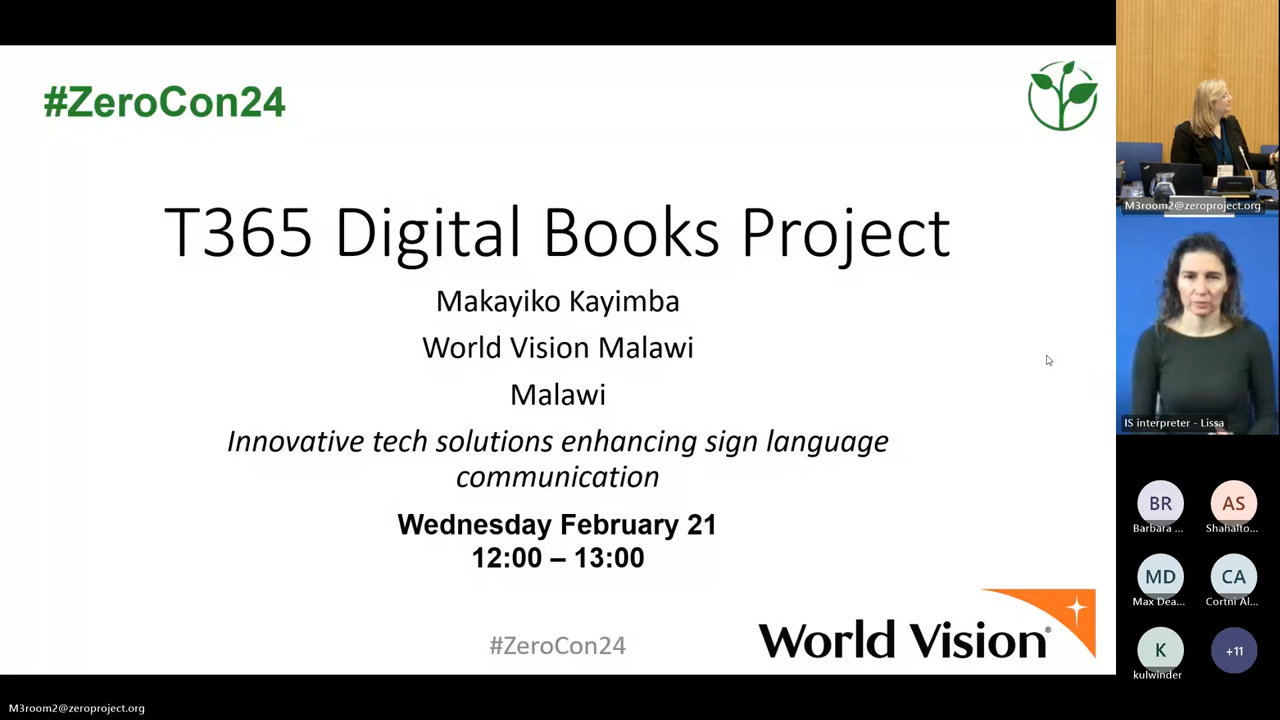 #ZeroCon24
T365 Digital Books Project
Makayiko Kayimba
World Vision Malawi
Malawi
Innovative tech solutions enhancing sign language
communication
Wednesday February 21
12:00 – 13:00
#ZeroCon24
World Vision®
M3room2@zeroproject.org
IS interpreter - Lissa
BR
AS
Barbara ...
Shahalto...
MD
CA
Max Dea...
Cortni Al...
K
+11
kulwinder
M3room2@zeroproject.org